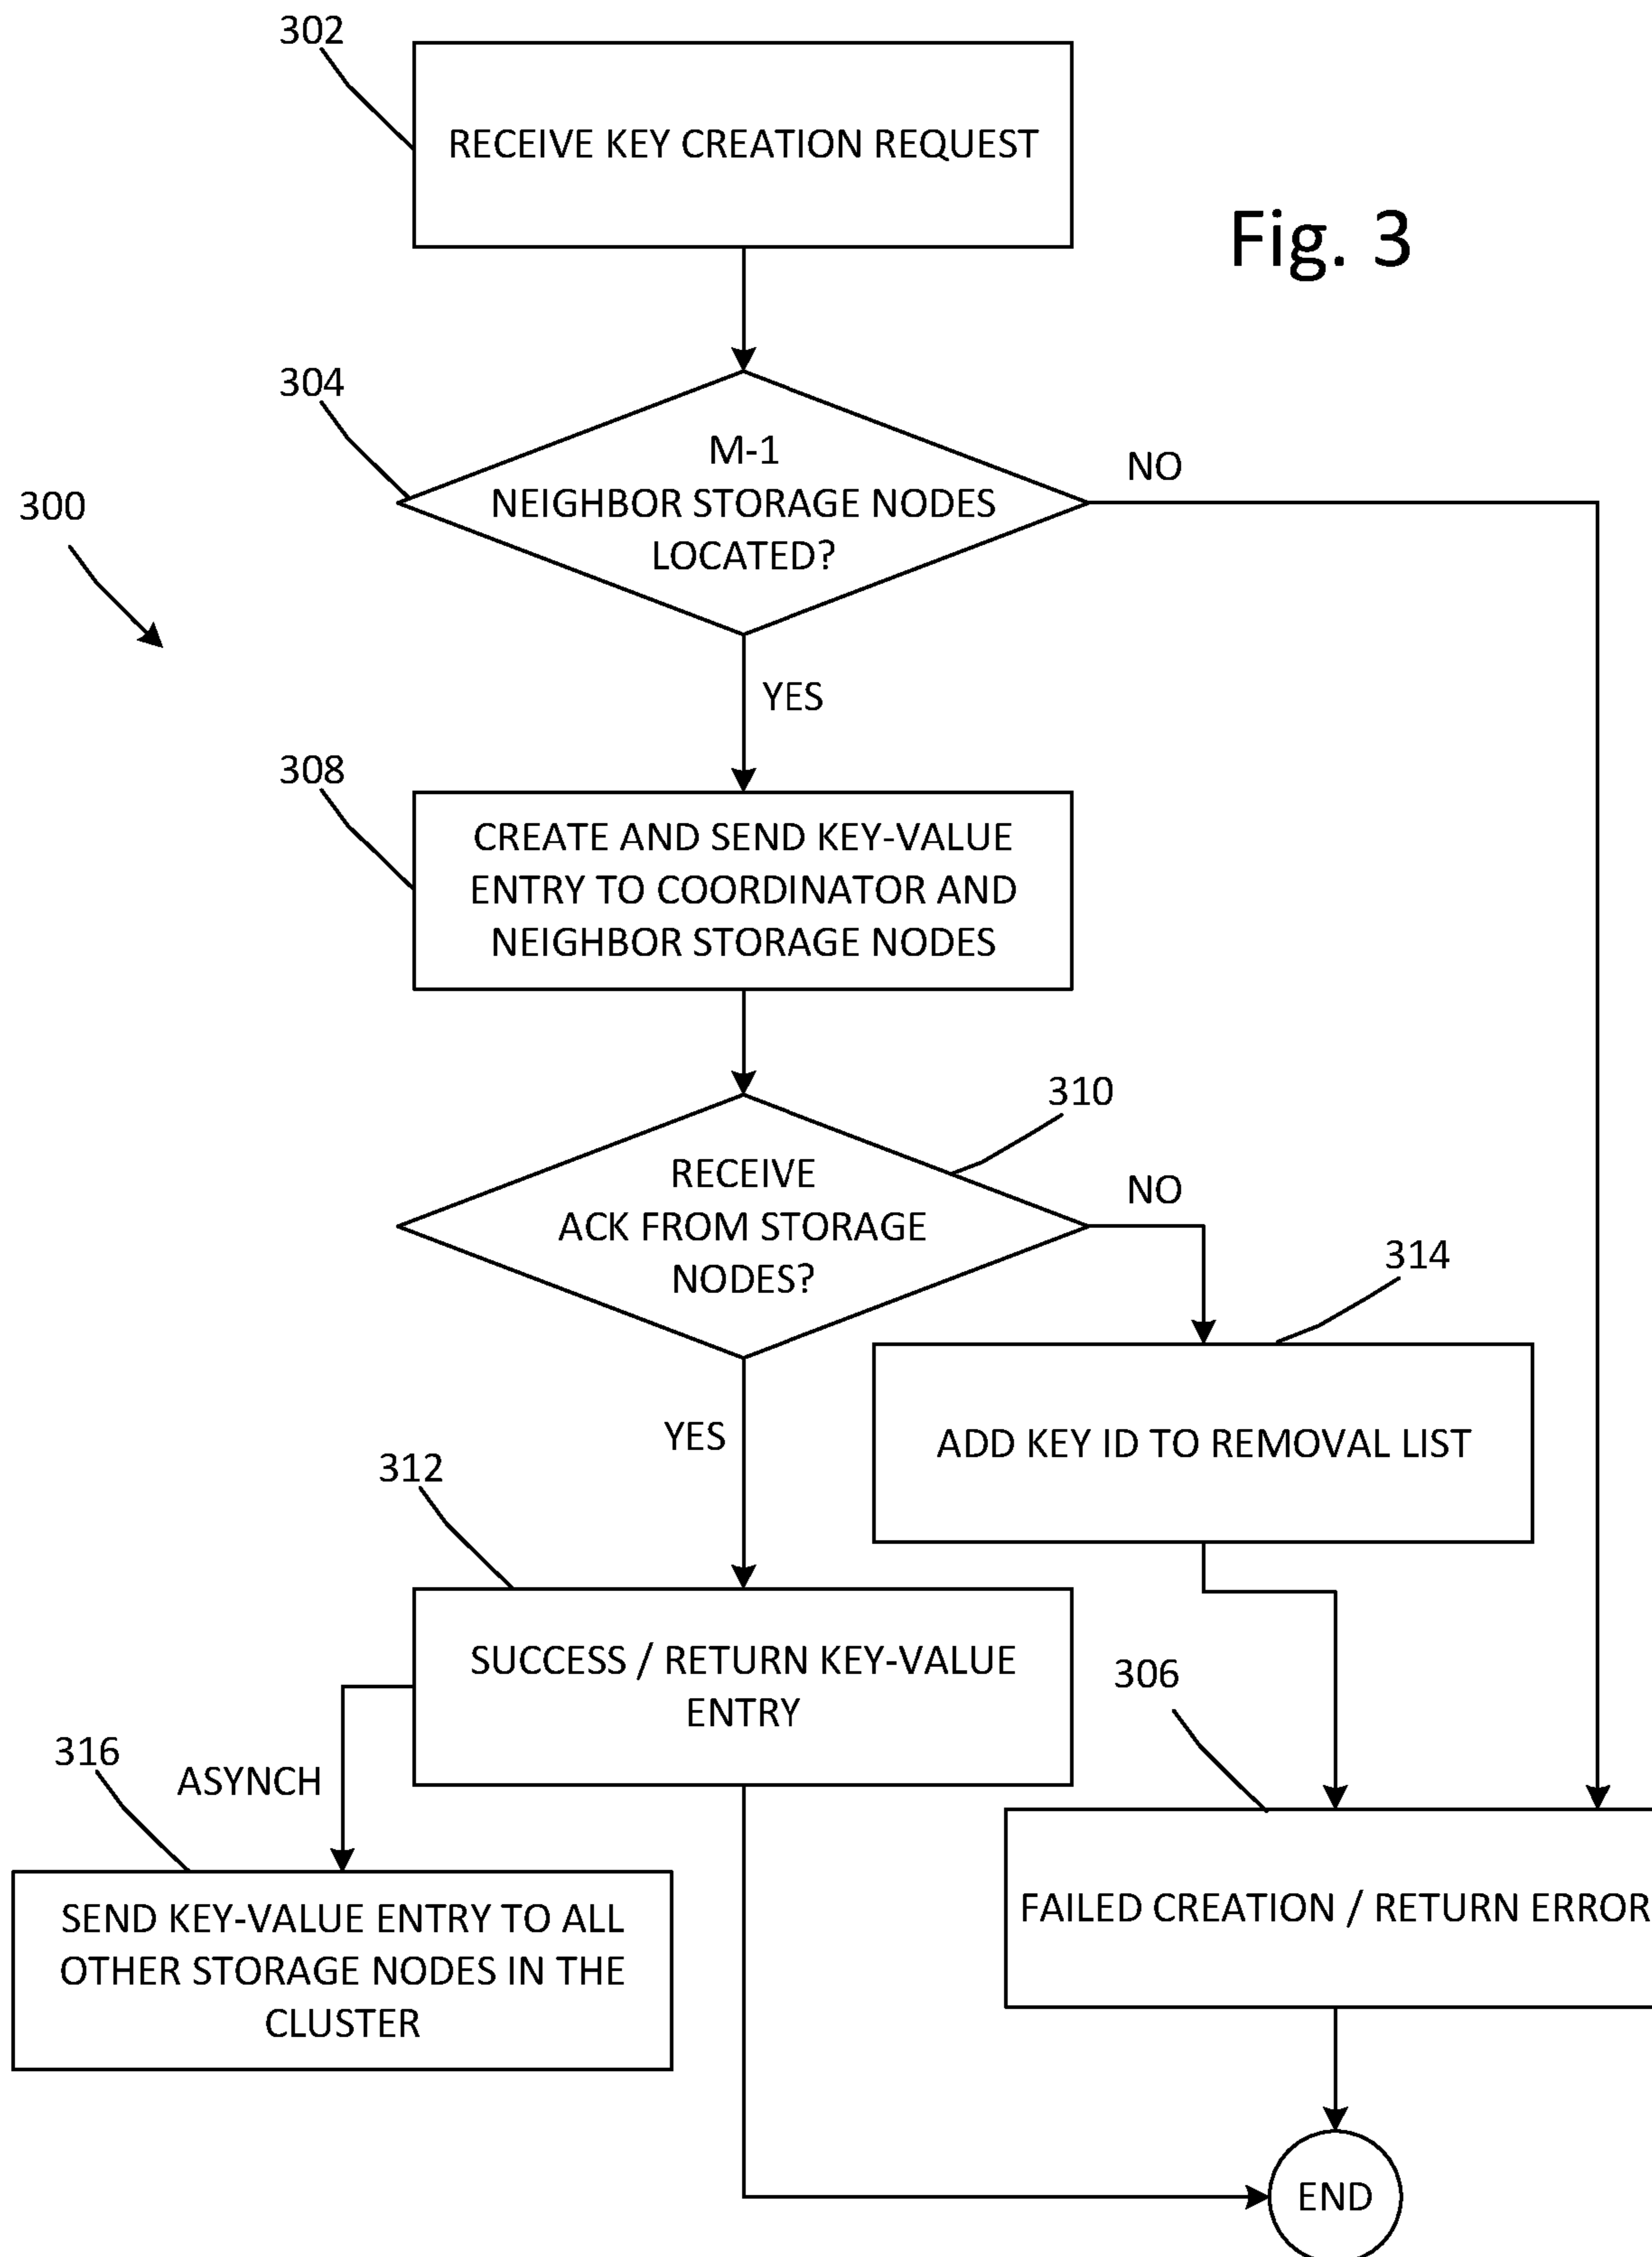 302
RECEIVE KEY CREATION REQUEST
Fig. 3
304
M-1
NEIGHBOR STORAGE NODES
LOCATED?
NO
300
YES
308
CREATE AND SEND KEY-VALUE
ENTRY TO COORDINATOR AND
NEIGHBOR STORAGE NODES
310
RECEIVE
ACK FROM STORAGE
NODES?
NO
314
YES
ADD KEY ID TO REMOVAL LIST
312
SUCCESS / RETURN KEY-VALUE
ENTRY
306
316
ASYNCH
SEND KEY-VALUE ENTRY TO ALL
OTHER STORAGE NODES IN THE
CLUSTER
FAILED CREATION / RETURN ERROR
END